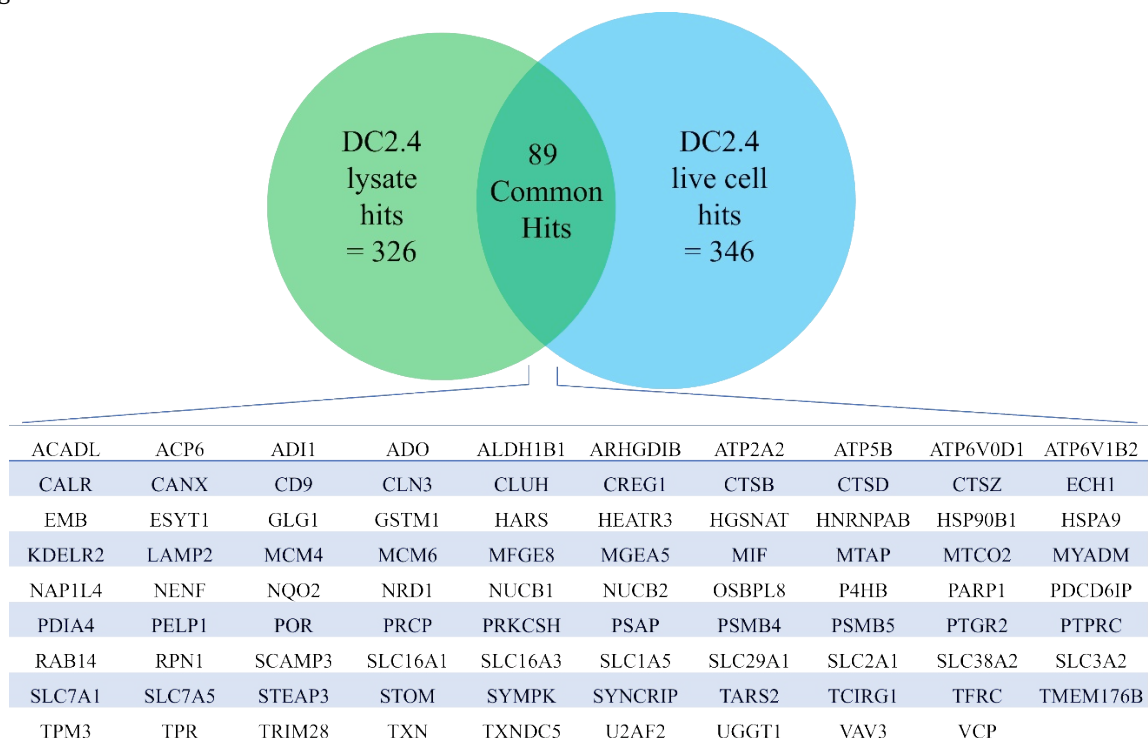 DC2.4
lysate
hits
= 326
89
Common
Hits
DC2.4
live cell
hits
= 346
ACADL ACP6 ADI1 ADO ALDH1B1 ARHGDIB ATP2A2 ATP5B ATP6V0D1 ATP6V1B2
CALR CANX CD9 CLN3 CLUH CREG1 CTSB CTSD CTSZ ECH1
EMB ESYT1 GLG1 GSTM1 HARS HEATR3 HGSNAT HNRNPAB HSP90B1 HSPA9
KDELR2 LAMP2 MCM4 MCM6 MFGE8 MGEA5 MIF MTAP MTCO2 MYADM
NAP1L4 NENF NQO2 NRD1 NUCB1 NUCB2 OSBPL8 P4HB PARP1 PDCD6IP
PDIA4 PELP1 POR PRCP PRKCSH PSAP PSMB4 PSMB5 PTGR2 PTPRC
RAB14 RPN1 SCAMP3 SLC16A1 SLC16A3 SLC1A5 SLC29A1 SLC2A1 SLC38A2 SLC3A2
SLC7A1 SLC7A5 STEAP3 STOM SYMPK SYNCRIP TARS2 TCIRG1 TFRC TMEM176B
TPM3 TPR TRIM28 TXN TXNDC5 U2AF2 UGGT1 VAV3 VCP